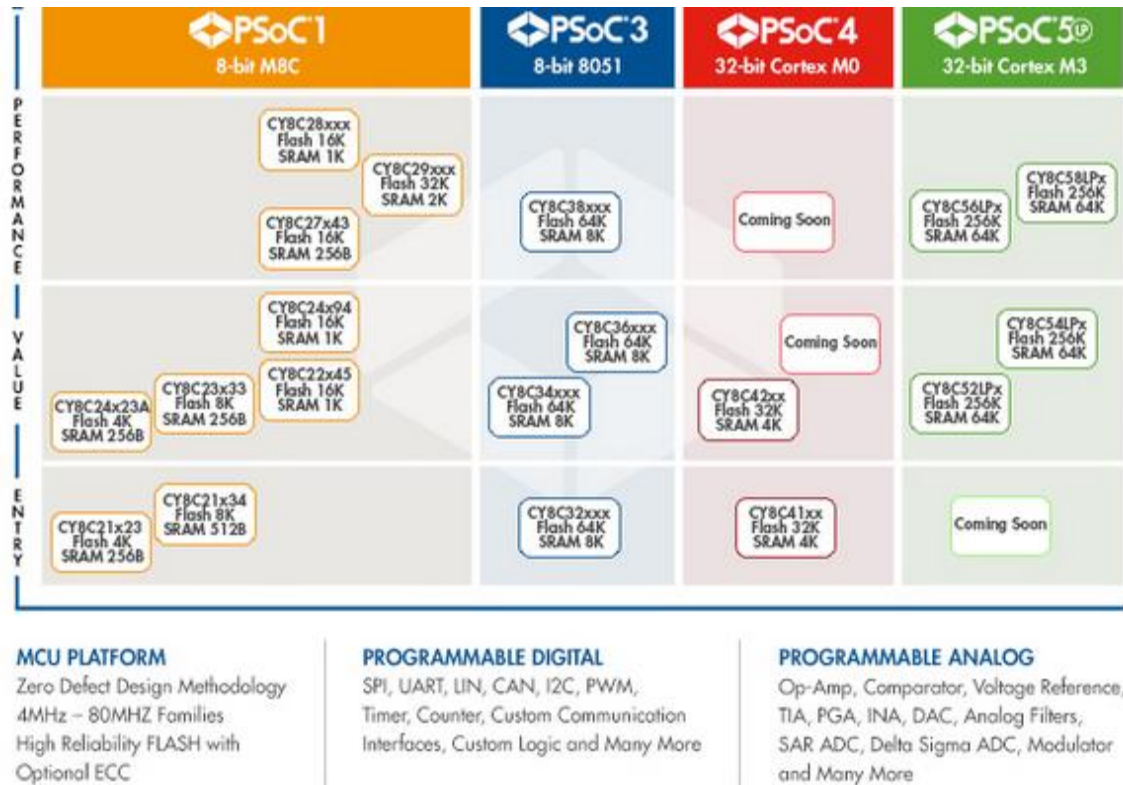 PSoC 1
8-bit M8C
PSoC 3
8-bit 8051
PSoC 4
32-bit Cortex M0
PSoC 5LP
32-bit Cortex M3
PERFORMANCE
CY8C28xxx
Flash 16K
SRAM 1K
CY8C29xxx
Flash 32K
SRAM 2K
CY8C27x43
Flash 16K
SRAM 256B
CY8C38xxx
Flash 64K
SRAM 8K
Coming Soon
CY8C56LPx
Flash 256K
SRAM 64K
CY8C58LPx
Flash 256K
SRAM 64K
VALUE
CY8C24x94
Flash 16K
SRAM 1K
CY8C22x45
Flash 16K
SRAM 1K
CY8C23x33
Flash 8K
SRAM 256B
CY8C24x23A
Flash 4K
SRAM 256B
CY8C36xxx
Flash 64K
SRAM 8K
CY8C34xxx
Flash 64K
SRAM 8K
Coming Soon
CY8C42xx
Flash 32K
SRAM 4K
CY8C54LPx
Flash 256K
SRAM 64K
CY8C52LPx
Flash 256K
SRAM 64K
ENTRY
CY8C21x34
Flash 8K
SRAM 512B
CY8C21x23
Flash 4K
SRAM 256B
CY8C32xxx
Flash 64K
SRAM 8K
CY8C41xx
Flash 32K
SRAM 4K
Coming Soon
MCU PLATFORM
Zero Defect Design Methodology
4MHz – 80MHZ Families
High Reliability FLASH with
Optional ECC
PROGRAMMABLE DIGITAL
SPI, UART, LIN, CAN, I2C, PWM,
Timer, Counter, Custom Communication
Interfaces, Custom Logic and Many More
PROGRAMMABLE ANALOG
Op-Amp, Comparator, Voltage Reference,
TIA, PGA, INA, DAC, Analog Filters,
SAR ADC, Delta Sigma ADC, Modulator
and Many More